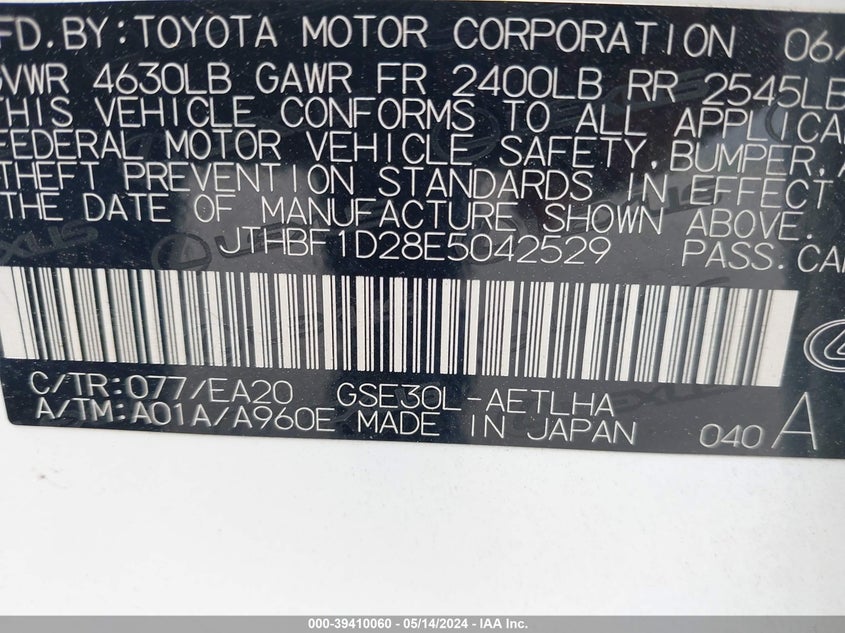 MFD.BY:TOYOTA MOTOR CORPORATION 06/
GVWR 4630LB GAWR FR 2400LB RR 2545LB
THIS VEHICLE CONFORMS TO ALL APPLICA
FEDERAL MOTOR VEHICLE SAFETY, BUMPER, A
THEFT PREVENTION STANDARDS IN EFFECT
THE DATE OF MANUFACTURE SHOWN ABOVE.
JTHBF1D28E5042529 PASS.CAR
C/TR:077/EA20 GSE30L-AETLHA
A/TM:A01A/A960E MADE IN JAPAN 040 A
LEXUS
000-39410060 - 05/14/2024 - IAA Inc.